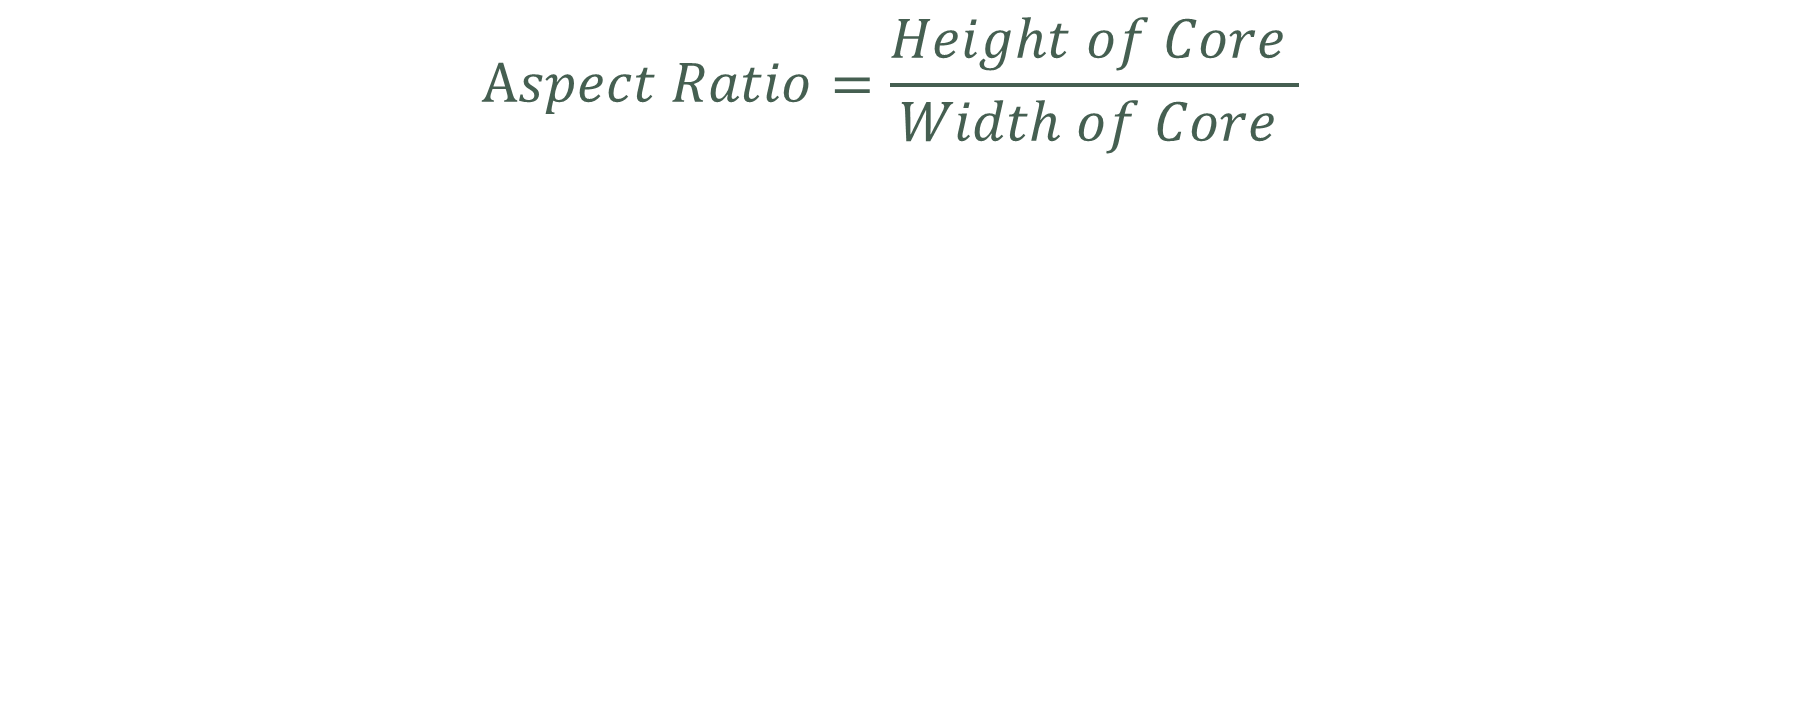 Aspect Ratio = Height of Core / Width of Core